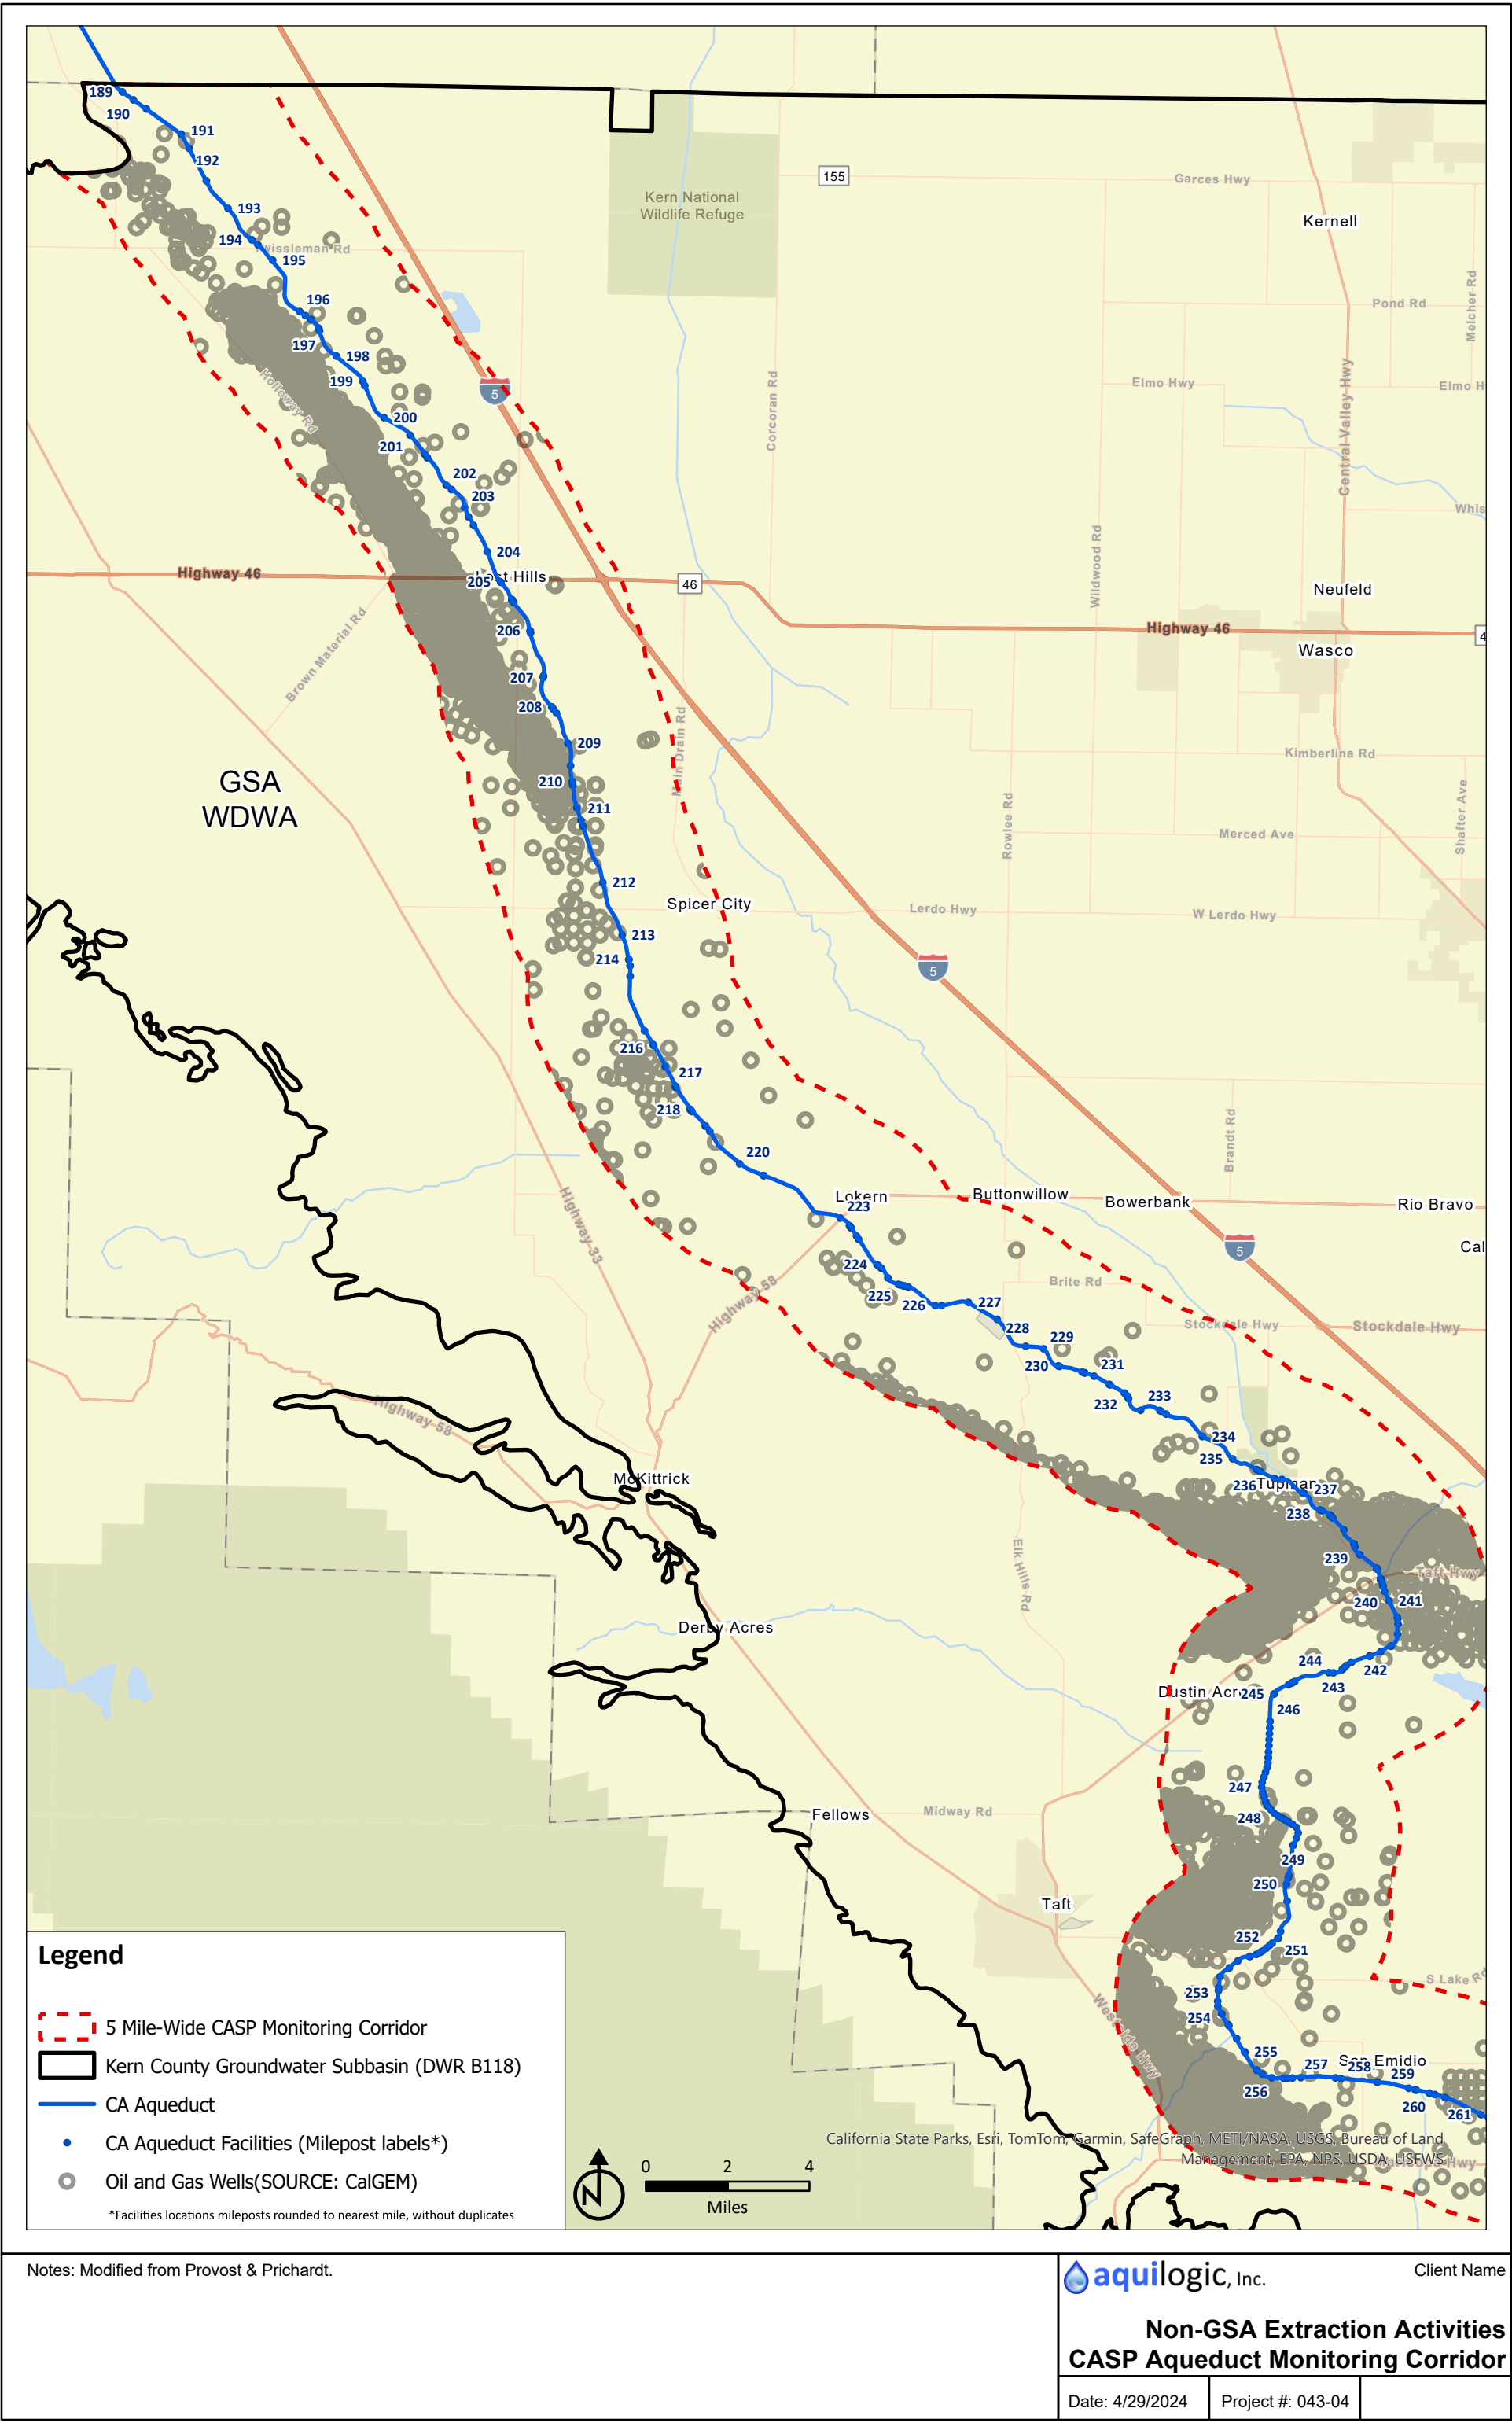 189
190
191
192
155
Garces Hwy
Kern National
Wildlife Refuge
193
Kernell
194
195
196
Pond Rd
Melcher Rd
197
198
Holloway Rd
199
5
Elmo Hwy
Corcoran Rd
Central Valley Hwy
200
201
202
203
204
Highway 46
205
46
Wildwood Rd
Neufeld
206
Highway 46
Wasco
Brown Material Rd
207
208
209
Main Drain Rd
Kimberlina Rd
GSA
WDWA
210
211
Rowlee Rd
Merced Ave
Shafter Ave
212
Spicer City
Lerdo Hwy
W Lerdo Hwy
213
214
5
216
217
218
220
Brandt Rd
Lokern
Buttonwillow
Bowerbank
Rio Bravo
223
Highway 33
5
Cal
224
Brite Rd
225
226
227
Highway 58
228
229
Stockdale Hwy
Stockdale Hwy
230
231
232
233
Highway 58
234
235
McKittrick
236
Tupman
237
238
239
Elk Hills Rd
Taft Hwy
240
241
Derby Acres
244
242
243
245
246
247
Fellows
Midway Rd
248
249
250
Taft
252
251
253
S Lake Rd
254
Westside Hwy
255
San Emidio
256
257
258
259
260
261
California State Parks, Esri, TomTom, Garmin, SafeGraph, METI/NASA, USGS, Bureau of Land
Management, EPA, NPS, USDA, USFWS
Legend
5 Mile-Wide CASP Monitoring Corridor
Kern County Groundwater Subbasin (DWR B118)
CA Aqueduct
CA Aqueduct Facilities (Milepost labels*)
Oil and Gas Wells(SOURCE: CalGEM)
*Facilities locations mileposts rounded to nearest mile, without duplicates
N
0 2 4
Miles
Notes: Modified from Provost & Prichardt.
aquilogic, Inc.
Client Name
Non-GSA Extraction Activities
CASP Aqueduct Monitoring Corridor
Date: 4/29/2024
Project #: 043-04